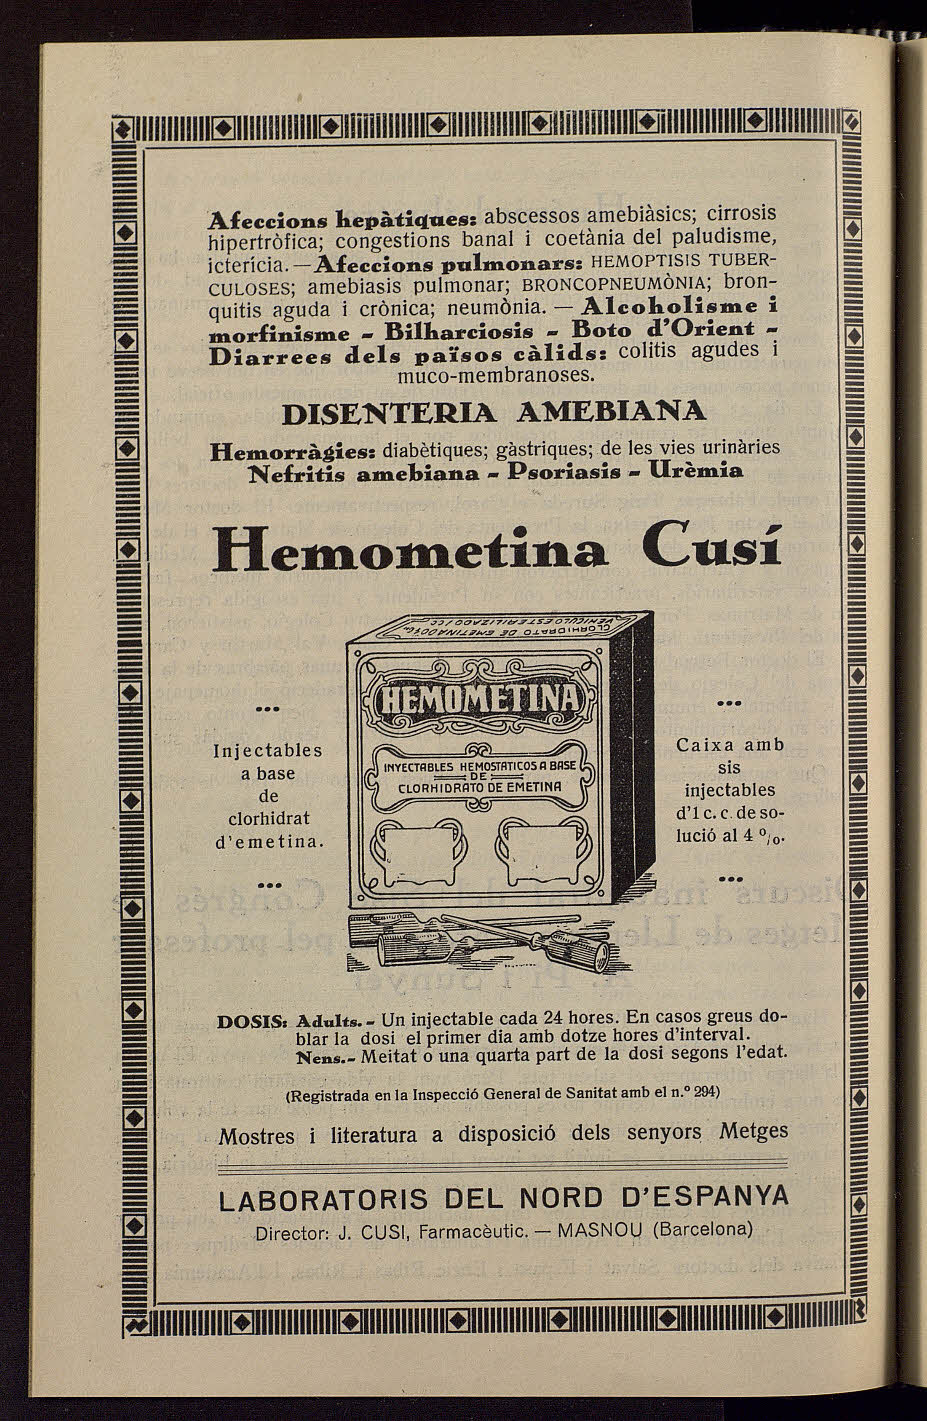 Afeccions hepàtiques: abscessos amebiàsics; cirrosis
hipertròfica; congestions banal i coetània del paludisme,
icterícia.—Afeccions pulmonars: HEMOPTISIS TUBER-
CULOSES; amebiasis pulmonar; BRONCOPNEUMÒNIA; bron-
quitis aguda i crònica; neumònia. — Alcoholisme i
morfinisme - Bilharciosis - Boto d'Orient -
Diarrees dels països càlids: colitis agudes i
muco-membranoses.
DISENTERIA AMEBIANA
Hemorràgies: diabètiques; gàstriques; de les vies urinàries
Nefritis amebiana - Psoriasis - Urèmia
Hemometina Cusí
CLORHIDRATO DE EMETINA
HEMOMETINA
INYECTABLES HEMOSTATICOS A BASE
DE
CLORHIDRATO DE EMETINA
Injectables
a base
de
clorhidrat
d'emetina.
Caixa amb
sis
injectables
d'1 c. c. de so-
lució al 4 %.
DOSIS: Adults.- Un injectable cada 24 hores. En casos greus do-
blar la dosi el primer dia amb dotze hores d'interval.
Nens.- Meitat o una quarta part de la dosi segons l'edat.
(Registrada en la Inspecció General de Sanitat amb el n.º 294)
Mostres i literatura a disposició dels senyors Metges
LABORATORIS DEL NORD D'ESPANYA
Director: J. CUSI, Farmacèutic. — MASNOU (Barcelona)